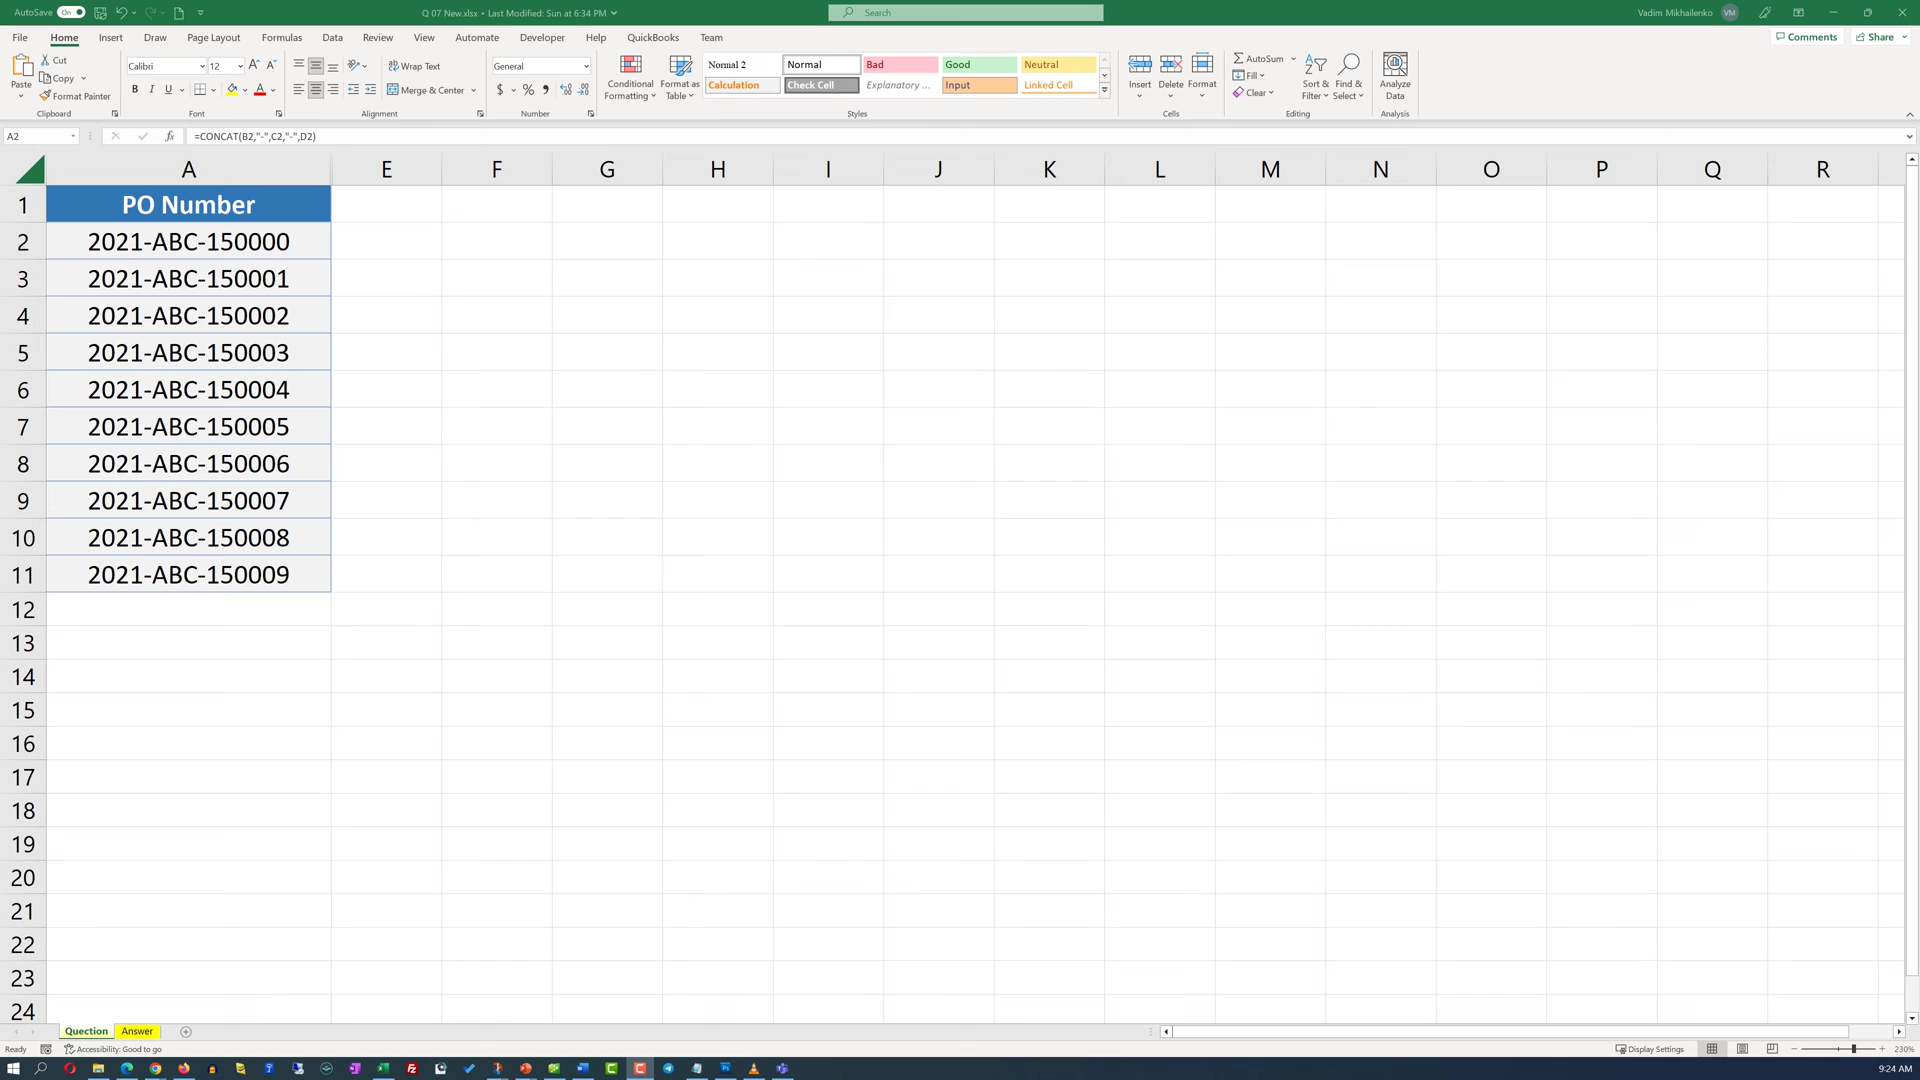 AutoSave On
Q 07 New.xlsx • Last Modified: Sun at 6:34 PM
Search
Vadim Mikhailenko VM
File Home Insert Draw Page Layout Formulas Data Review View Automate Developer Help QuickBooks Team
Comments Share
Paste
Cut
Copy
Format Painter
Clipboard
Calibri 12
B I U
Font
Wrap Text
Merge & Center
Alignment
General
$ % 9
Number
Conditional Formatting
Format as Table
Normal 2 Normal Bad Good Neutral
Calculation Check Cell Explanatory ... Input Linked Cell
Styles
Insert Delete Format
Cells
AutoSum
Fill
Clear
Sort & Filter
Find & Select
Editing
Analyze Data
Analysis
A2 fx =CONCAT(B2,"-",C2,"-",D2)
A E F G H I J K L M N O P Q R
1 PO Number
2 2021-ABC-150000
3 2021-ABC-150001
4 2021-ABC-150002
5 2021-ABC-150003
6 2021-ABC-150004
7 2021-ABC-150005
8 2021-ABC-150006
9 2021-ABC-150007
10 2021-ABC-150008
11 2021-ABC-150009
12
13
14
15
16
17
18
19
20
21
22
23
24
Quection Answer
Ready Accessibility: Good to go
Display Settings 230%
9:24 AM